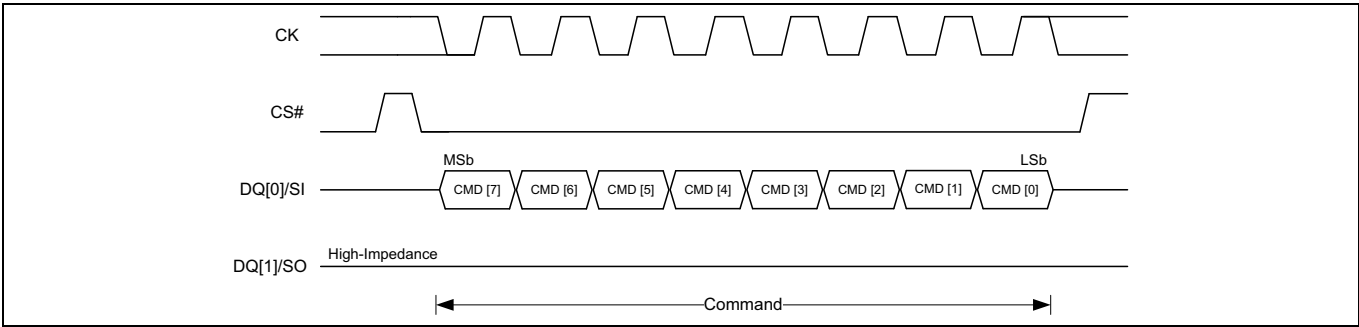 CK
CS#
MSb LSb
DQ[0]/SI CMD [7] CMD [6] CMD [5] CMD [4] CMD [3] CMD [2] CMD [1] CMD [0]
High-Impedance
DQ[1]/SO
Command